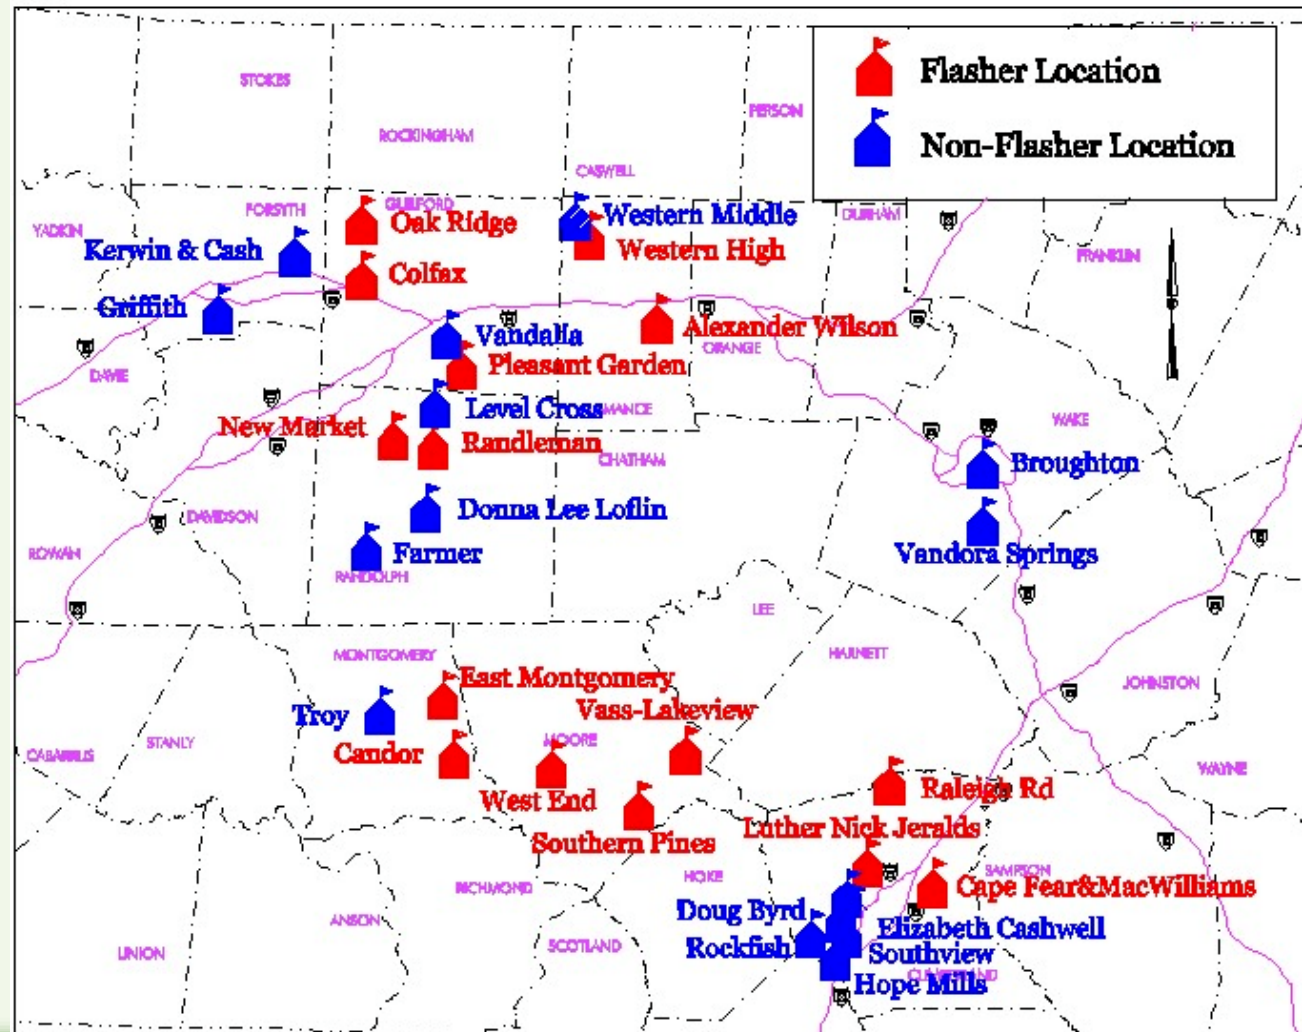 Flasher Location
Non-Flasher Location
STOKES
ROCKINGHAM
PERSON
CASWELL
YADKIN
FORSYTH
GUILFORD
DURHAM
FRANKLIN
Oak Ridge
Western Middle
Western High
Kerwin & Cash
Colfax
Griffith
Vandalia
Alexander Wilson
ORANGE
DAVIE
Pleasant Garden
Level Cross
MANCE
New Market
Randleman
WAKE
CHATHAM
Broughton
DAVIDSON
Donna Lee Loflin
ROWAN
Farmer
Vandora Springs
RANDOLPH
LEE
MONTGOMERY
HARNETT
East Montgomery
JOHNSTON
Troy
Vass-Lakeview
STANLY
MOORE
CABARRUS
Candor
WAYNE
West End
Raleigh Rd
Southern Pines
Luther Nick Jeralds
SAMPSON
HOKE
RICHMOND
Cape Fear&MacWilliams
ANSON
Doug Byrd
Elizabeth Cashwell
UNION
SCOTLAND
Rockfish
Southview
Hope Mills